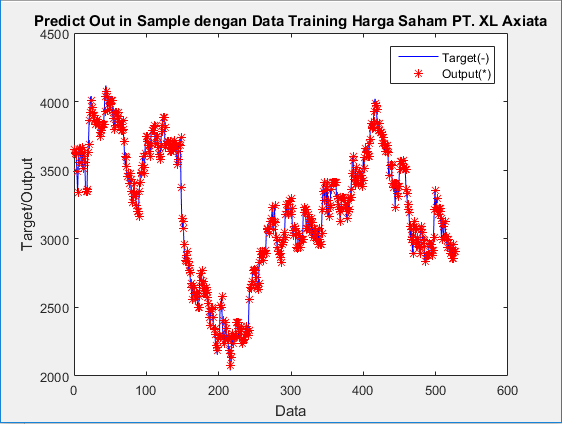 Predict Out in Sample dengan Data Training Harga Saham PT. XL Axiata
4500
4000
3500
3000
2500
2000
Target/Output
Target(-)
Output(*)
0 100 200 300 400 500 600
Data